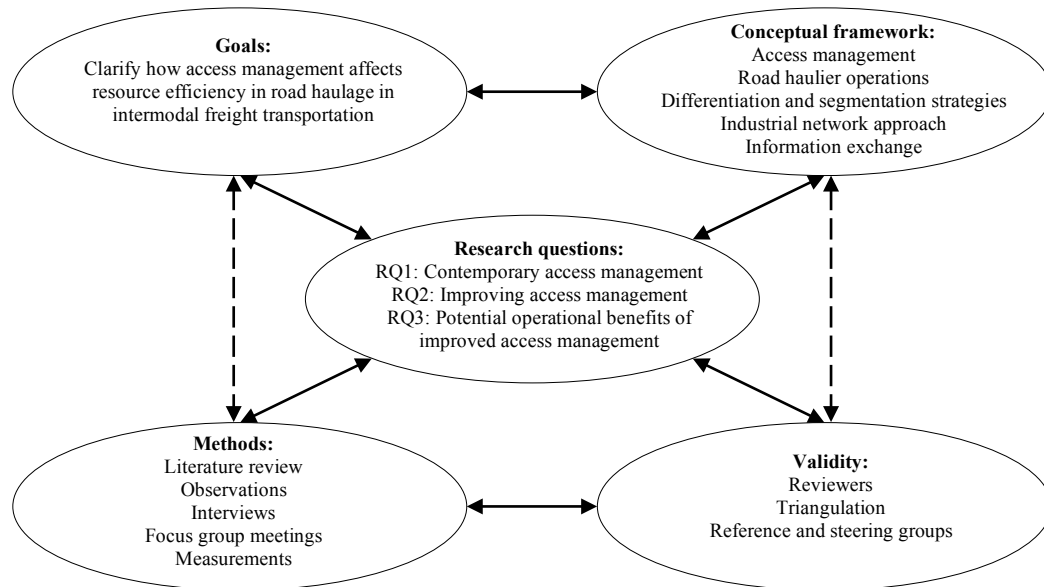 Goals:
Clarify how access management affects
resource efficiency in road haulage in
intermodal freight transportation
Conceptual framework:
Access management
Road haulier operations
Differentiation and segmentation strategies
Industrial network approach
Information exchange
Research questions:
RQ1: Contemporary access management
RQ2: Improving access management
RQ3: Potential operational benefits of
improved access management
Methods:
Literature review
Observations
Interviews
Focus group meetings
Measurements
Validity:
Reviewers
Triangulation
Reference and steering groups